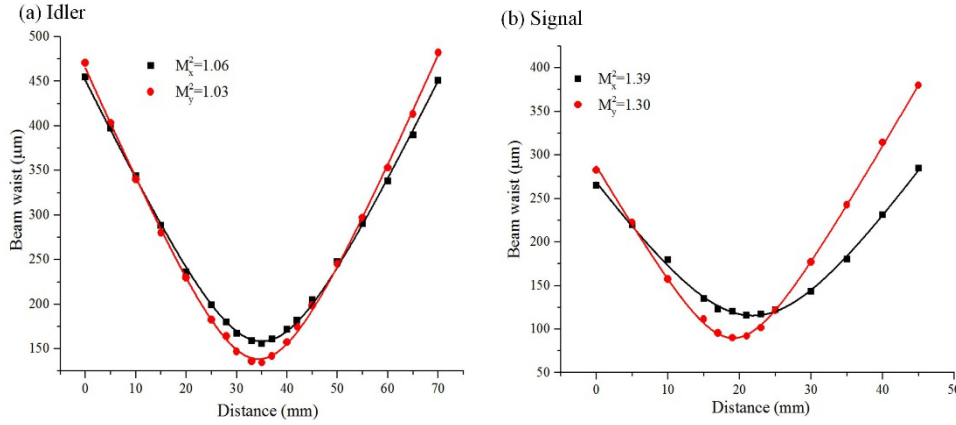 (a) Idler
500
450
400
350
300
250
200
150
Beam waist (μm)
M²x=1.06
M²y=1.03
0 10 20 30 40 50 60 70
Distance (mm)
(b) Signal
400
350
300
250
200
150
100
50
Beam waist (μm)
M²x=1.39
M²y=1.30
0 10 20 30 40 50
Distance (mm)